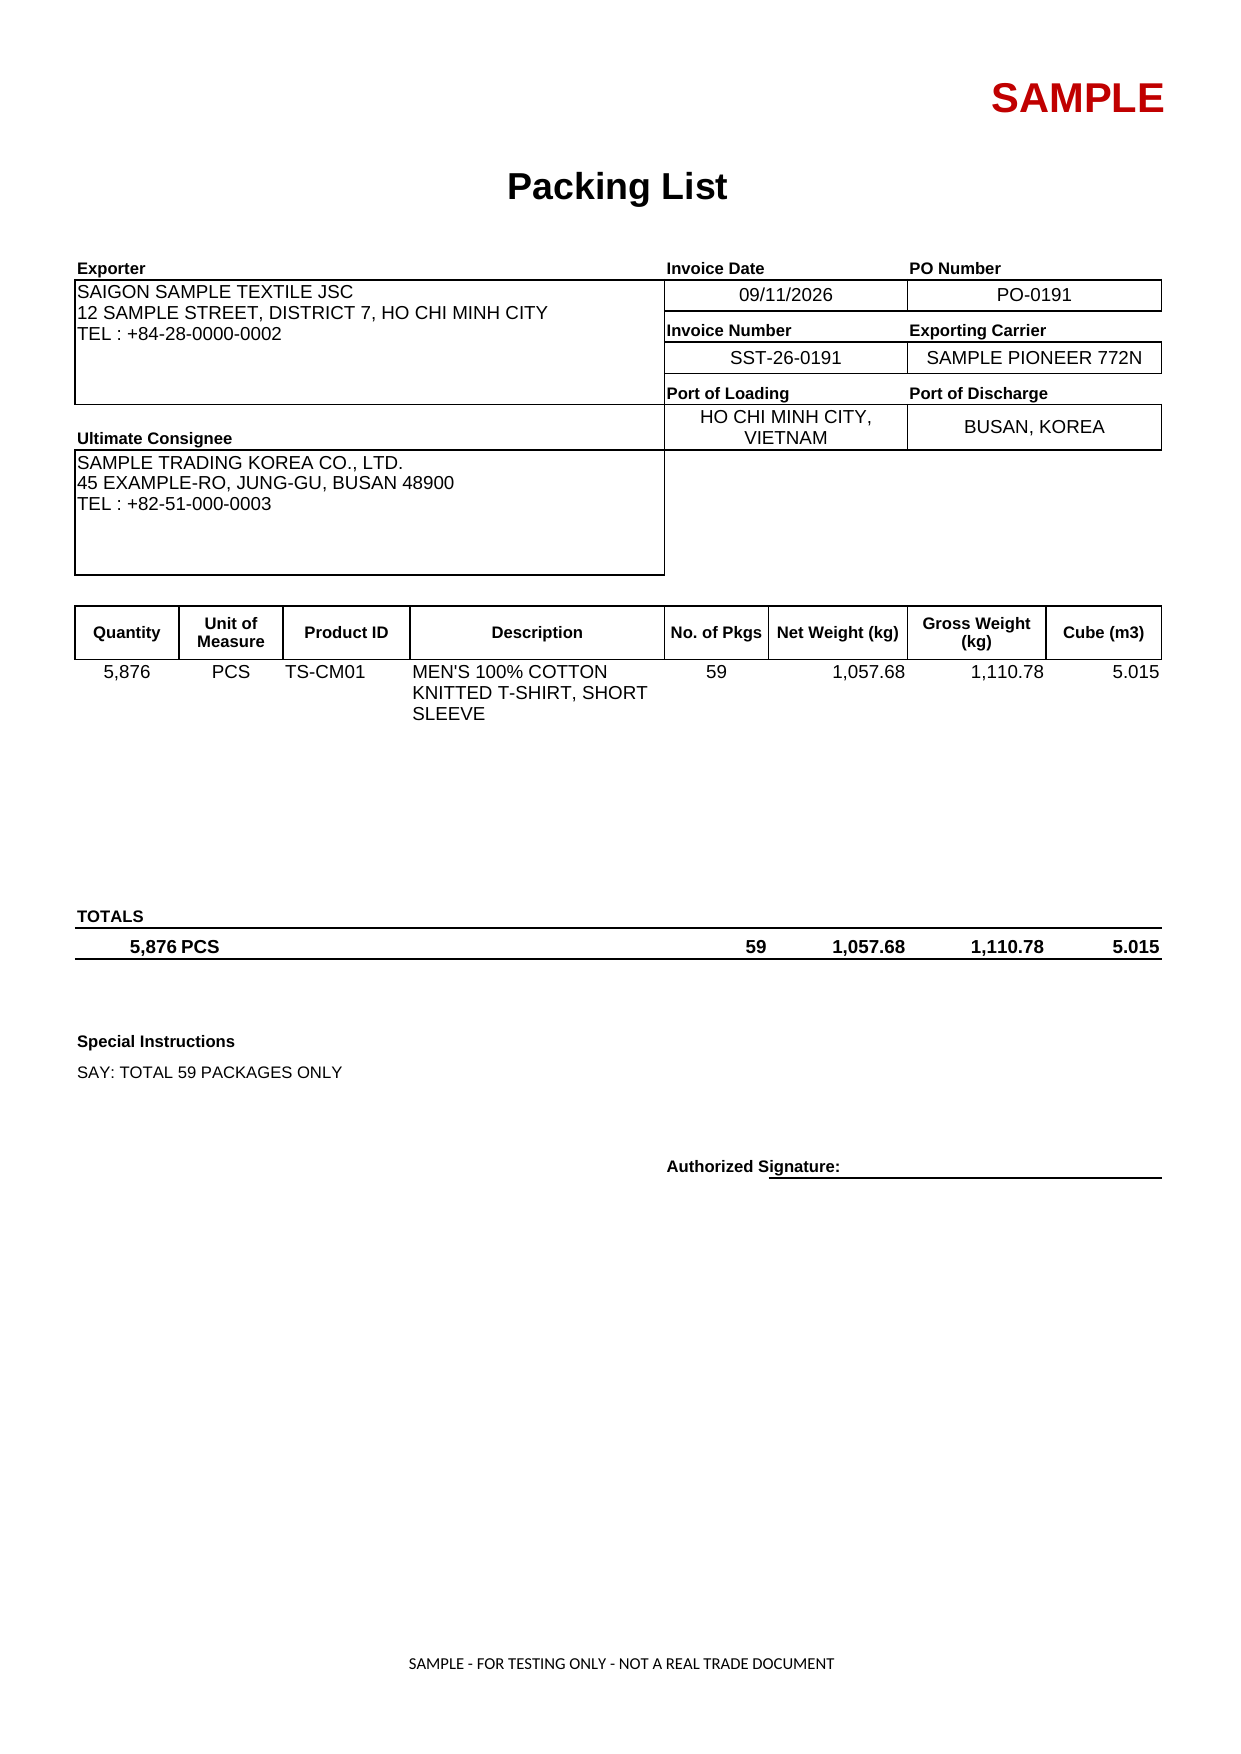 SAMPLE
Packing List
Exporter
Invoice Date
PO Number
SAIGON SAMPLE TEXTILE JSC
12 SAMPLE STREET, DISTRICT 7, HO CHI MINH CITY
TEL : +84-28-0000-0002
09/11/2026
PO-0191
Invoice Number
Exporting Carrier
SST-26-0191
SAMPLE PIONEER 772N
Port of Loading
Port of Discharge
HO CHI MINH CITY,
VIETNAM
BUSAN, KOREA
Ultimate Consignee
SAMPLE TRADING KOREA CO., LTD.
45 EXAMPLE-RO, JUNG-GU, BUSAN 48900
TEL : +82-51-000-0003
Quantity
Unit of
Measure
Product ID
Description
No. of Pkgs
Net Weight (kg)
Gross Weight
(kg)
Cube (m3)
5,876
PCS
TS-CM01
MEN'S 100% COTTON
KNITTED T-SHIRT, SHORT
SLEEVE
59
1,057.68
1,110.78
5.015
TOTALS
5,876 PCS
59
1,057.68
1,110.78
5.015
Special Instructions
SAY: TOTAL 59 PACKAGES ONLY
Authorized Signature:
SAMPLE - FOR TESTING ONLY - NOT A REAL TRADE DOCUMENT